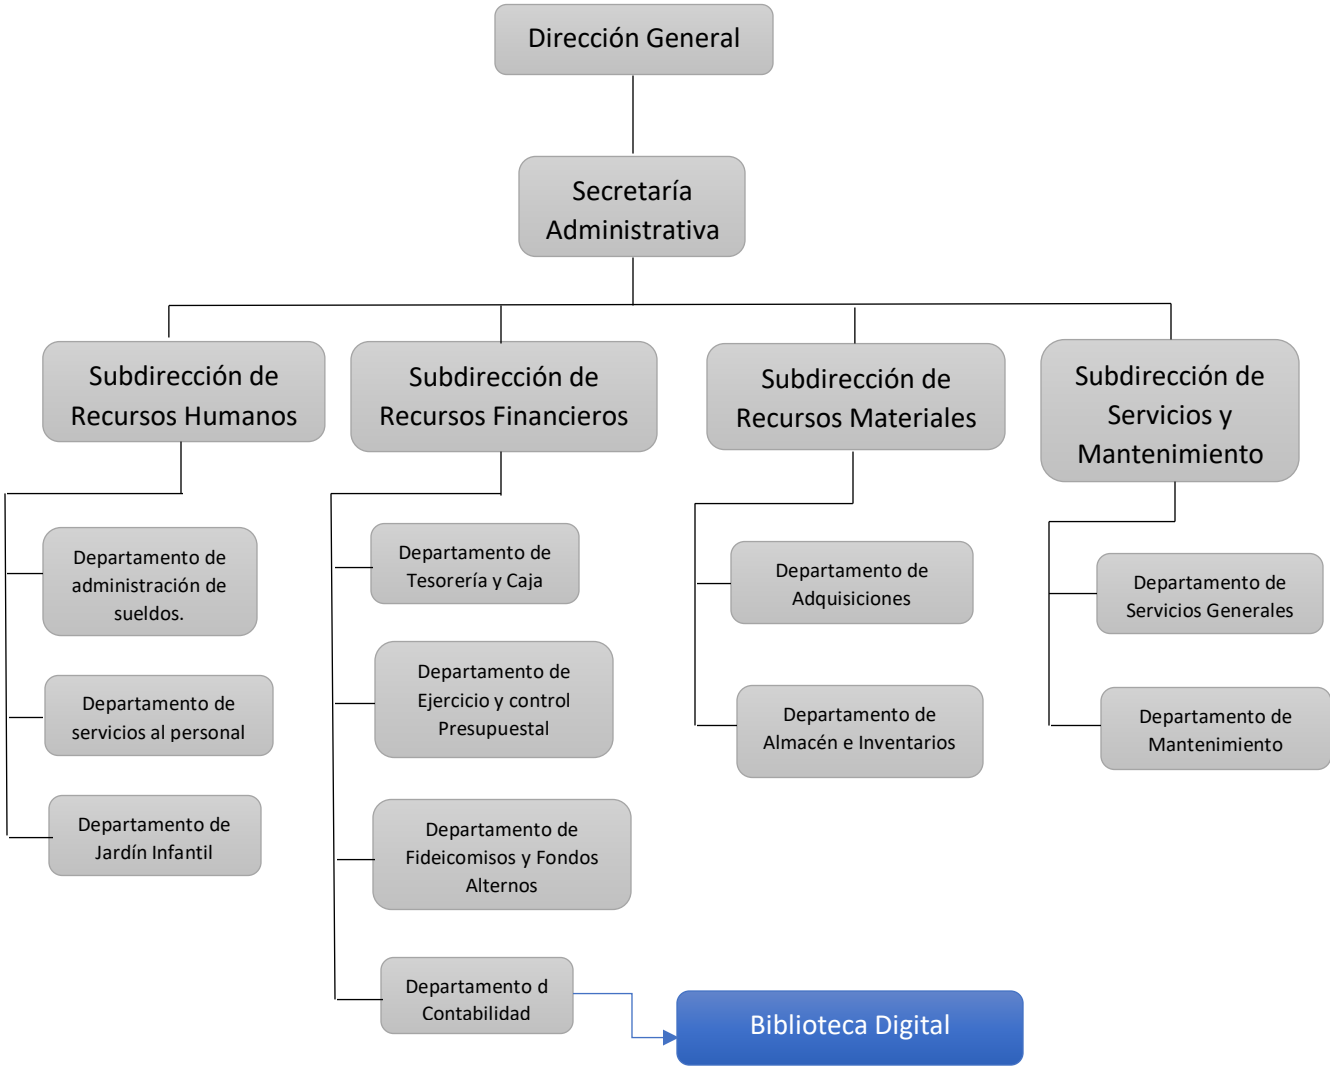 Dirección General
Secretaría
Administrativa
Subdirección de
Recursos Humanos
Subdirección de
Recursos Financieros
Subdirección de
Recursos Materiales
Subdirección de
Servicios y
Mantenimiento
Departamento de
administración de
sueldos.
Departamento de
servicios al personal
Departamento de
Jardín Infantil
Departamento de
Tesorería y Caja
Departamento de
Ejercicio y control
Presupuestal
Departamento de
Fideicomisos y Fondos
Alternos
Departamento d
Contabilidad
Departamento de
Adquisiciones
Departamento de
Almacén e Inventarios
Departamento de
Servicios Generales
Departamento de
Mantenimiento
Biblioteca Digital